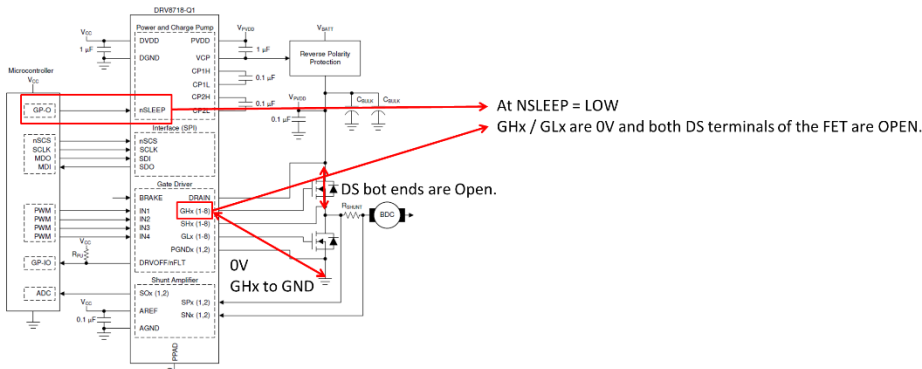 DRV8718-Q1
Power and Charge Pump
VCC
DVDD
PVDD
VPVDD
1 µF
1 µF
DGND
VCP
CP1H
0.1 µF
CP1L
CP2H
0.1 µF
CP2L
VBATT
Reverse Polarity
Protection
Microcontroller
VCC
GP-O
nSLEEP
VPVDD
0.1 µF
CBULK
CBULK
At NSLEEP = LOW
GHx / GLx are 0V and both DS terminals of the FET are OPEN.
Interface (SPI)
nSCS
nSCS
SCLK
SCLK
MDO
SDI
MDI
SDO
Gate Driver
DS bot ends are Open.
BRAKE
DRAIN
PWM
IN1
GHx (1-8)
PWM
IN2
SHx (1-8)
PWM
IN3
GLx (1-8)
PWM
IN4
PGNDx (1,2)
RSHUNT
BDC
VCC
RPU
GP-IO
DRVOFF/nFLT
0V
GHx to GND
Shunt Amplifier
ADC
SOx (1,2)
SPx (1,2)
VCC
AREF
SNx (1,2)
0.1 µF
AGND
PPAD